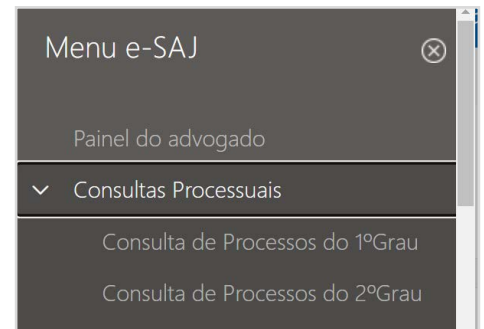 Menu e-SAJ
Painel do advogado
Consultas Processuais
Consulta de Processos do 1ºGrau
Consulta de Processos do 2ºGrau